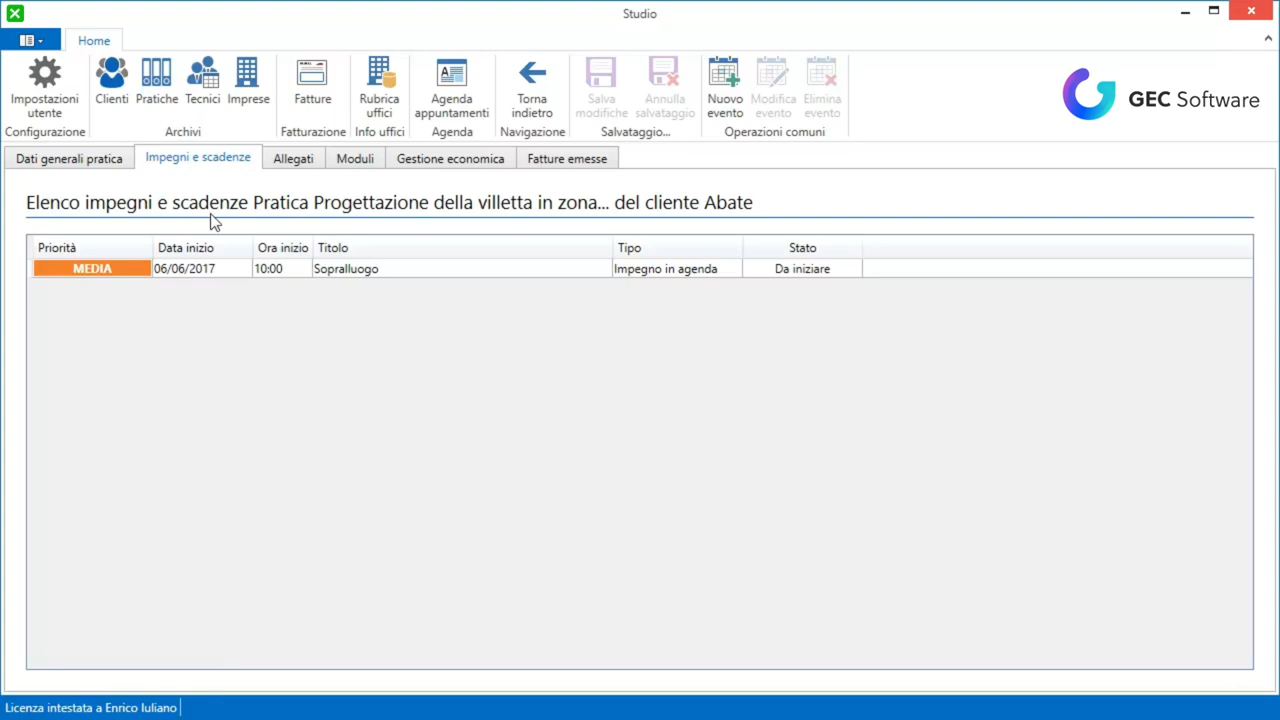 Studio
Home
Impostazioni utente
Clienti
Pratiche
Tecnici
Imprese
Fatture
Rubrica uffici
Agenda appuntamenti
Torna indietro
Salva modifiche
Annulla salvataggio
Nuovo evento
Modifica evento
Elimina evento
Configurazione
Archivi
Fatturazione
Info uffici
Agenda
Navigazione
Salvataggio...
Operazioni comuni
GEC Software
Dati generali pratica
Impegni e scadenze
Allegati
Moduli
Gestione economica
Fatture emesse
Elenco impegni e scadenze Pratica Progettazione della villetta in zona... del cliente Abate
Priorità Data inizio Ora inizio Titolo Tipo Stato
MEDIA 06/06/2017 10:00 Sopralluogo Impegno in agenda Da iniziare
Licenza intestata a Enrico Iuliano